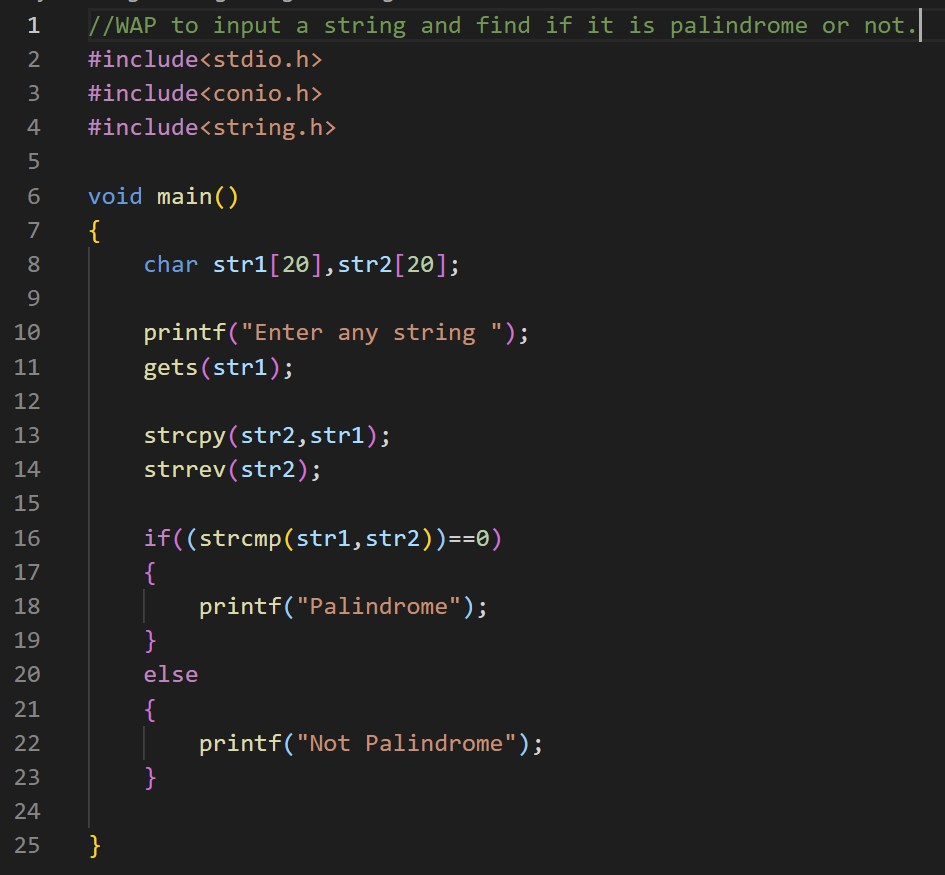 1 //WAP to input a string and find if it is palindrome or not.
2 #include<stdio.h>
3 #include<conio.h>
4 #include<string.h>
5
6 void main()
7 {
8     char str1[20],str2[20];
9
10     printf("Enter any string ");
11     gets(str1);
12
13     strcpy(str2,str1);
14     strrev(str2);
15
16     if((strcmp(str1,str2))==0)
17     {
18         printf("Palindrome");
19     }
20     else
21     {
22         printf("Not Palindrome");
23     }
24
25 }